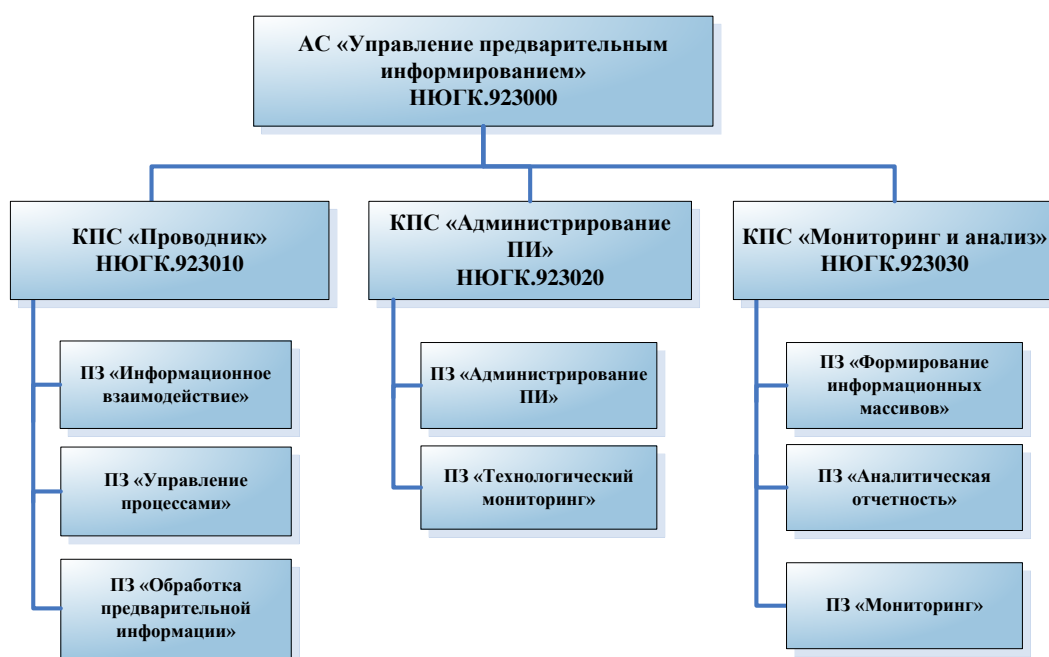 АС «Управление предварительным
информированием»
НЮГК.923000
КПС «Проводник»
НЮГК.923010
КПС «Администрирование
ПИ»
НЮГК.923020
КПС «Мониторинг и анализ»
НЮГК.923030
ПЗ «Информационное
взаимодействие»
ПЗ «Управление
процессами»
ПЗ «Обработка
предварительной
информации»
ПЗ «Администрирование
ПИ»
ПЗ «Технологический
мониторинг»
ПЗ «Формирование
информационных
массивов»
ПЗ «Аналитическая
отчетность»
ПЗ «Мониторинг»